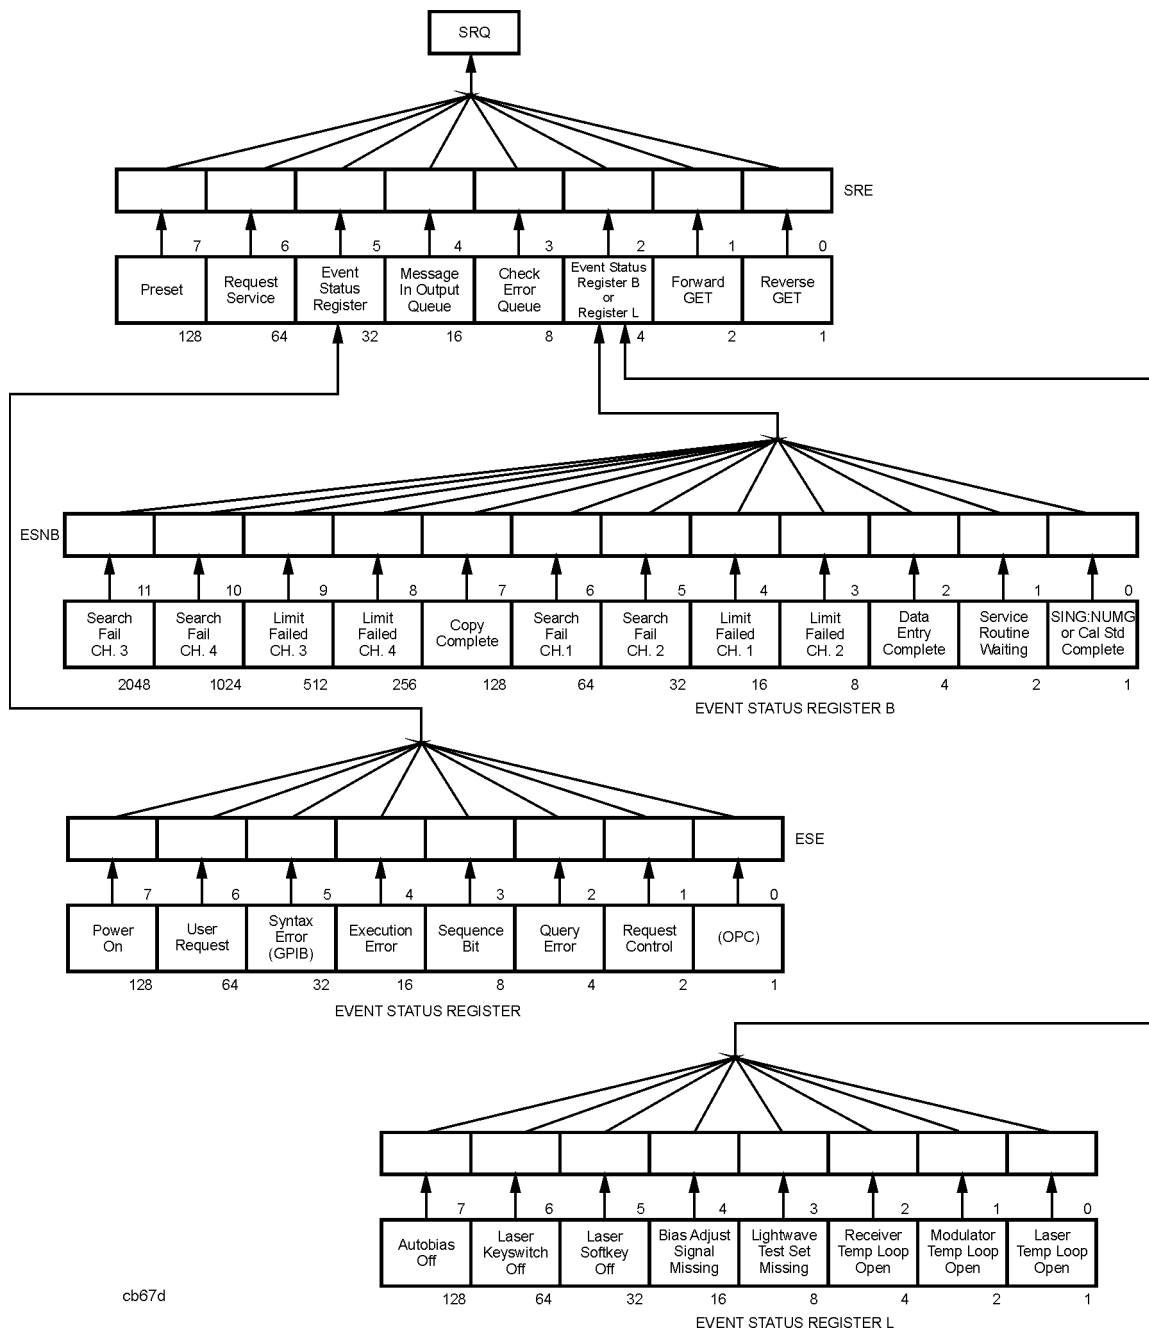 SRQ
SRE
7 6 5 4 3 2 1 0
Preset
Request
Service
Event
Status
Register
Message
In Output
Queue
Check
Error
Queue
Event Status
Register B
or
Register L
Forward
GET
Reverse
GET
128 64 32 16 8 4 2 1
ESNB
11 10 9 8 7 6 5 4 3 2 1 0
Search
Fail
CH. 3
Search
Fail
CH. 4
Limit
Failed
CH. 3
Limit
Failed
CH. 4
Copy
Complete
Search
Fail
CH.1
Search
Fail
CH. 2
Limit
Failed
CH. 1
Limit
Failed
CH. 2
Data
Entry
Complete
Service
Routine
Waiting
SING:NUMG
or Cal Std
Complete
2048 1024 512 256 128 64 32 16 8 4 2 1
EVENT STATUS REGISTER B
ESE
7 6 5 4 3 2 1 0
Power
On
User
Request
Syntax
Error
(GPIB)
Execution
Error
Sequence
Bit
Query
Error
Request
Control
(OPC)
128 64 32 16 8 4 2 1
EVENT STATUS REGISTER
7 6 5 4 3 2 1 0
Autobias
Off
Laser
Keyswitch
Off
Laser
Softkey
Off
Bias Adjust
Signal
Missing
Lightwave
Test Set
Missing
Receiver
Temp Loop
Open
Modulator
Temp Loop
Open
Laser
Temp Loop
Open
128 64 32 16 8 4 2 1
EVENT STATUS REGISTER L
cb67d